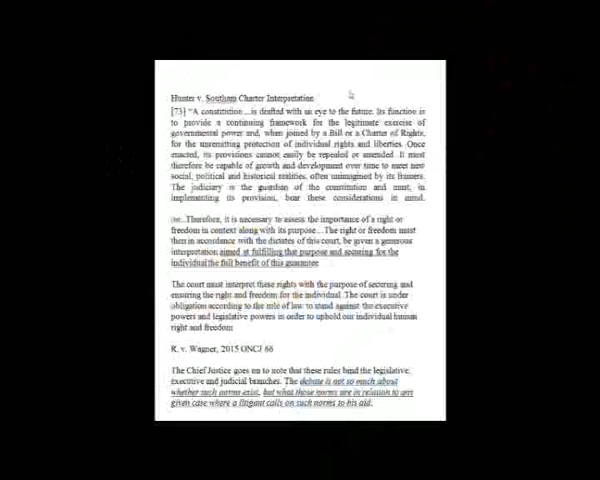 Hunter v. Southam Charter Interpretation
[73] "A constitution...is drafted with us eye to the future. Its function is
to provide a continuing framework for the legitimate exercise of
governmental power and, when joined by a Bill or a Charter of Rights,
for the unremitting protection of individual rights and liberties. Once
enacted, its provisions cannot easily be repealed or amended. It must
therefore be capable of growth and development over time to meet new
social, political and historical realities, often unimagined by its framers.
The judiciary is the guardian of the constitution and must, in
implementing its provision, bear these considerations in mind.
...Therefore, it is necessary to assess the importance of a right or
freedom in context along with its purpose...The right or freedom must
then in accordance with the dictates of this court, be given a generous
interpretation aimed at fulfilling that purpose and securing for the
individual the full benefit of this guarantee
The court must interpret these rights with the purpose of securing and
ensuring the right and freedom for the individual. The court is under
obligation according to the rule of law to stand against the executive
powers and legislative powers in order to uphold our individual human
right and freedom
R. v. Wagner, 2015 ONCJ 66
The Chief Justice goes on to note that these rules bind the legislative,
executive and judicial branches. The debate is not so much about
whether such norms exist, but what those norms are in relation to any
given case where a litigant calls on such norms to his aid.